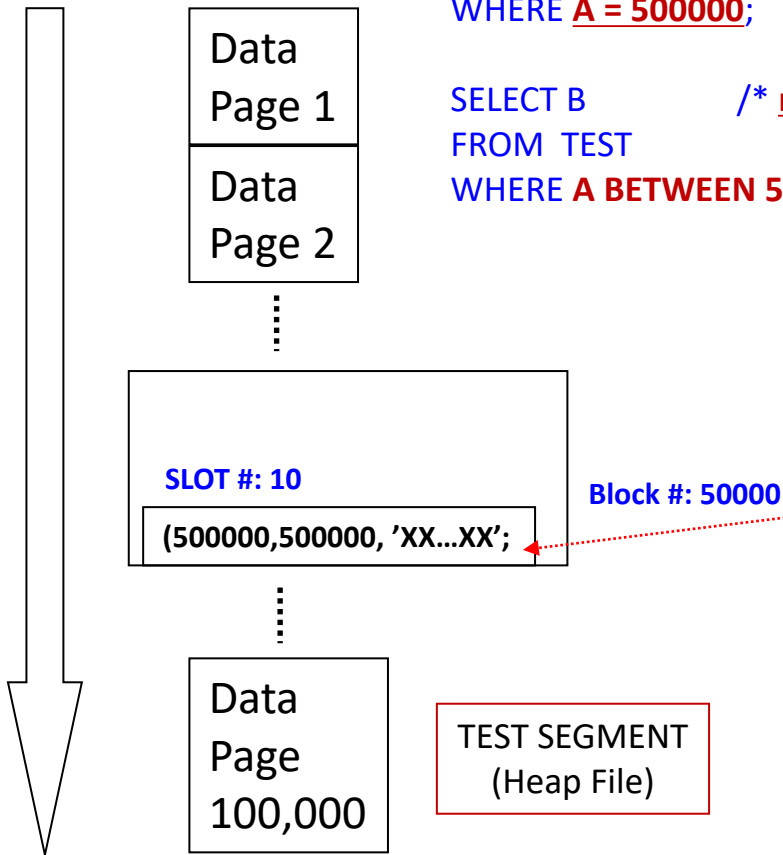 WHERE A = 500000;
SELECT B /*
FROM TEST
WHERE A BETWEEN 5
Data
Page 1
Data
Page 2
SLOT #: 10
Block #: 50000
(500000,500000, ’XX...XX’;
Data
Page
100,000
TEST SEGMENT
(Heap File)